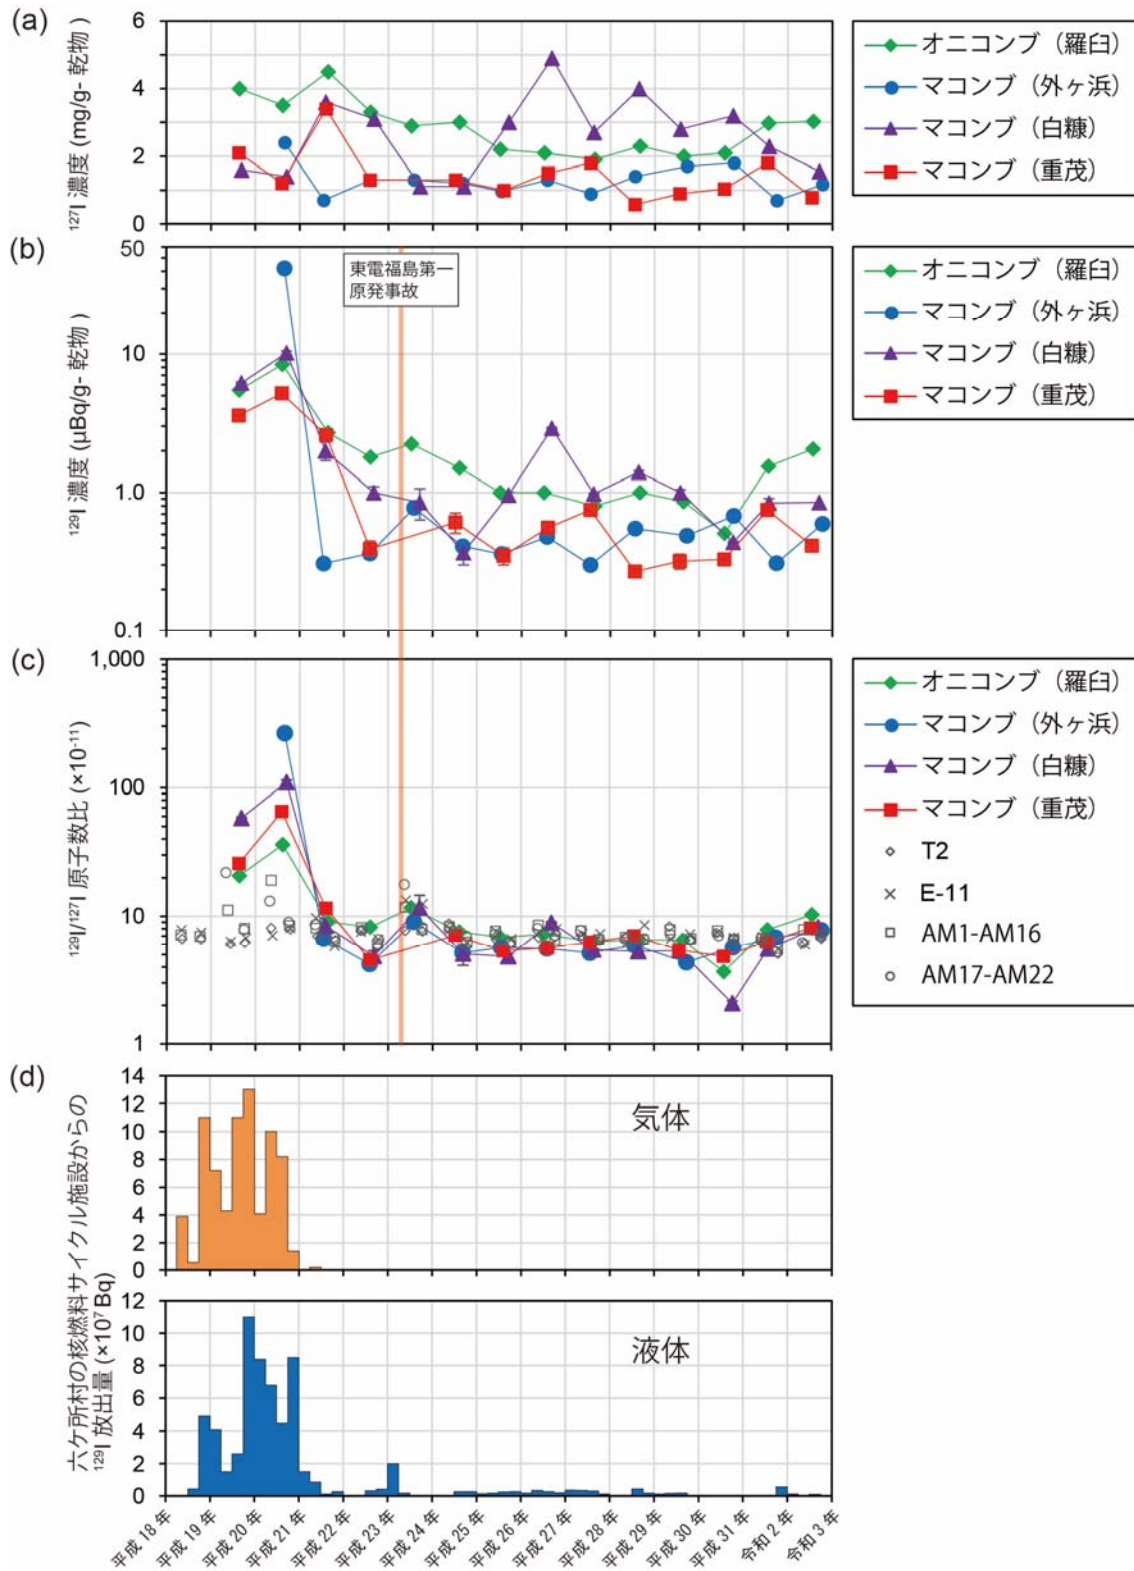 (a)
¹²⁷I 濃度 (mg/g- 乾物 )
6
4
2
0
オニコンブ（羅臼）
マコンブ（外ヶ浜）
マコンブ（白糠）
マコンブ（重茂）
(b)
¹²⁹I 濃度 (μBq/g- 乾物 )
50
10
1.0
0.1
東電福島第一
原発事故
オニコンブ（羅臼）
マコンブ（外ヶ浜）
マコンブ（白糠）
マコンブ（重茂）
(c)
¹²⁹I/¹²⁷I 原子数比 (×10⁻¹¹)
1,000
100
10
1
オニコンブ（羅臼）
マコンブ（外ヶ浜）
マコンブ（白糠）
マコンブ（重茂）
T2
E-11
AM1-AM16
AM17-AM22
(d)
六ケ所村の核燃料サイクル施設からの
¹²⁹I 放出量 (×10⁷ Bq)
14
12
10
8
6
4
2
0
気体
12
10
8
6
4
2
0
液体
平成 18 年
平成 19 年
平成 20 年
平成 21 年
平成 22 年
平成 23 年
平成 24 年
平成 25 年
平成 26 年
平成 27 年
平成 28 年
平成 29 年
平成 30 年
平成 31 年
令和 2 年
令和 3 年